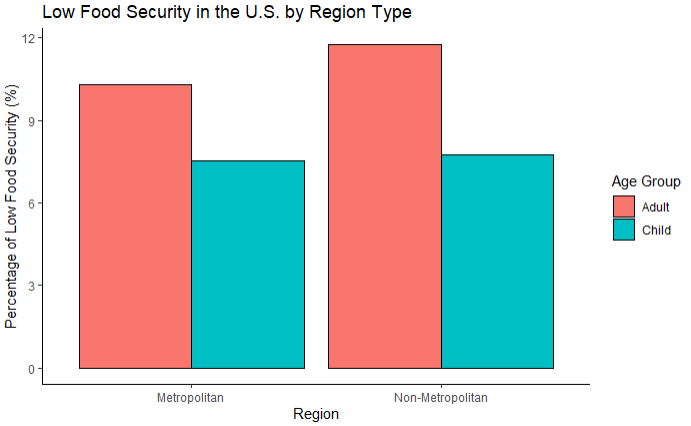 Low Food Security in the U.S. by Region Type
Percentage of Low Food Security (%)
12
9
6
3
0
Metropolitan
Non-Metropolitan
Region
Age Group
Adult
Child